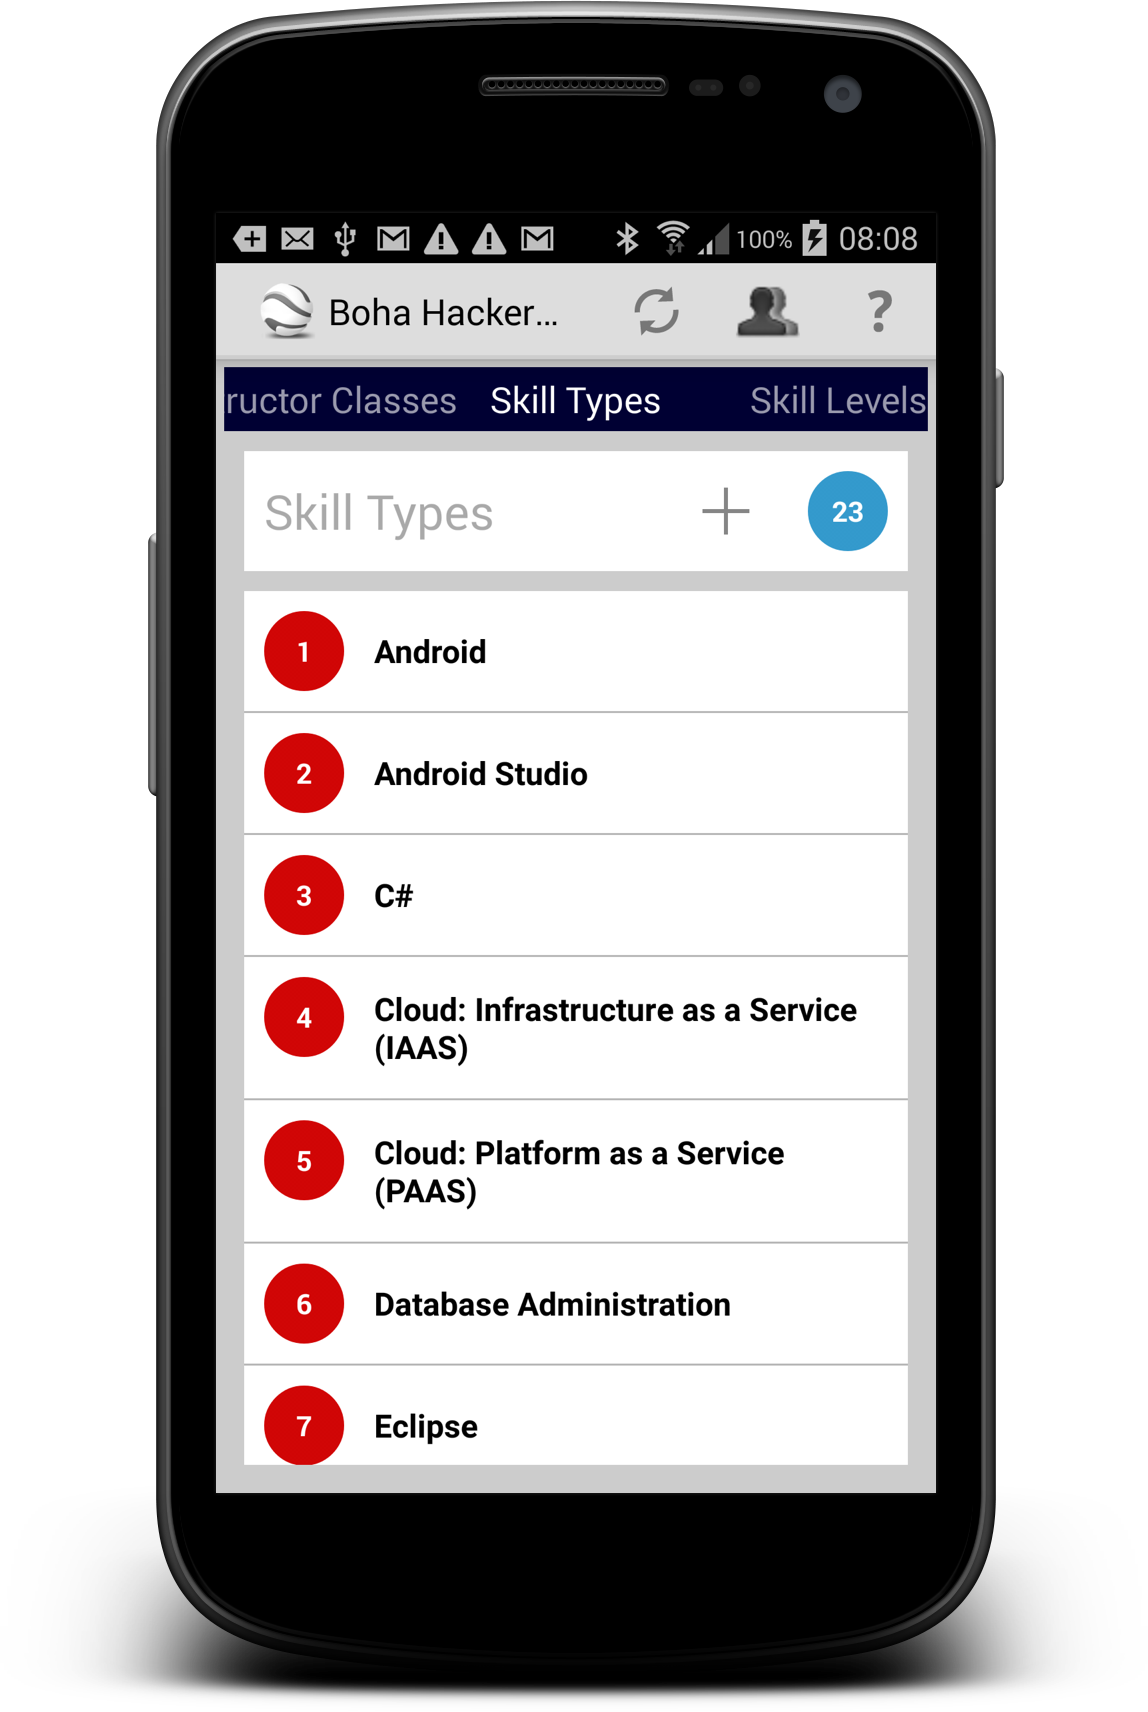 100% 08:08
Boha Hacker... ?
ructor Classes Skill Types Skill Levels
Skill Types + 23
1 Android
2 Android Studio
3 C#
4 Cloud: Infrastructure as a Service
(IAAS)
5 Cloud: Platform as a Service
(PAAS)
6 Database Administration
7 Eclipse